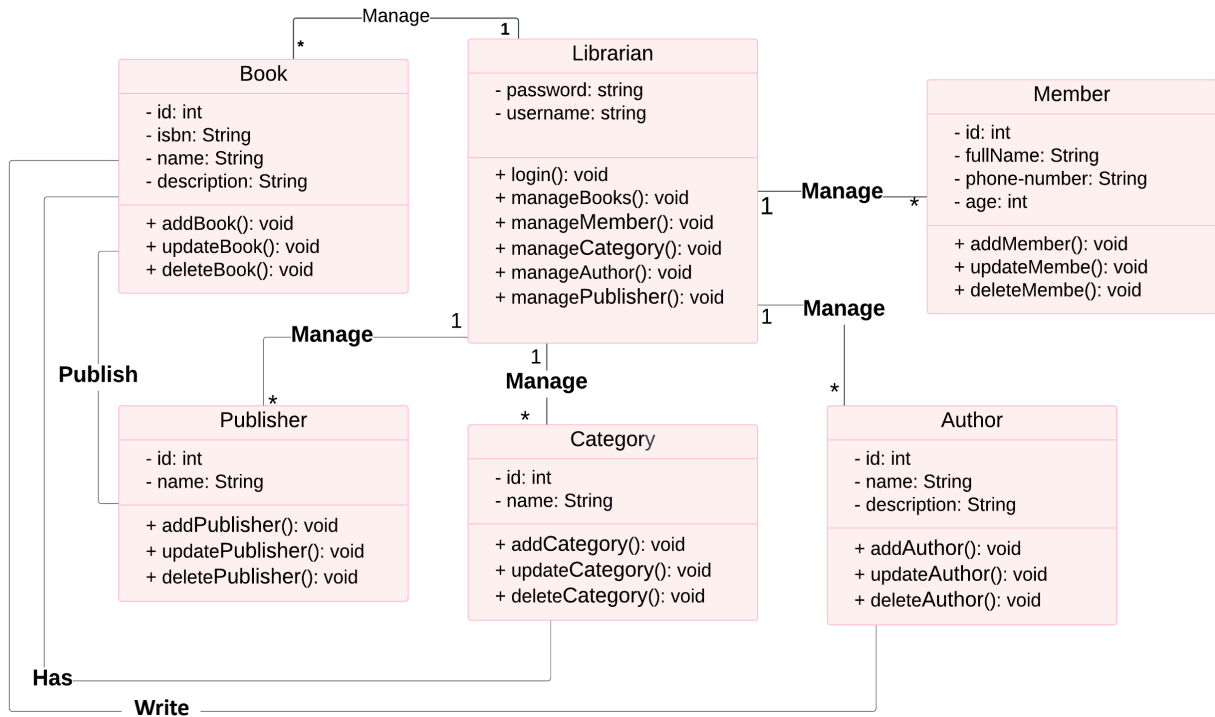 Manage
*
1
Book
- id: int
- isbn: String
- name: String
- description: String
+ addBook(): void
+ updateBook(): void
+ deleteBook(): void
Librarian
- password: string
- username: string
+ login(): void
+ manageBooks(): void
+ manageMember(): void
+ manageCategory(): void
+ manageAuthor(): void
+ managePublisher(): void
Member
- id: int
- fullName: String
- phone-number: String
- age: int
+ addMember(): void
+ updateMembe(): void
+ deleteMembe(): void
Manage
1
*
Manage
1
*
Manage
1
*
Manage
1
*
Publish
Publisher
- id: int
- name: String
+ addPublisher(): void
+ updatePublisher(): void
+ deletePublisher(): void
Category
- id: int
- name: String
+ addCategory(): void
+ updateCategory(): void
+ deleteCategory(): void
Author
- id: int
- name: String
- description: String
+ addAuthor(): void
+ updateAuthor(): void
+ deleteAuthor(): void
Has
Write